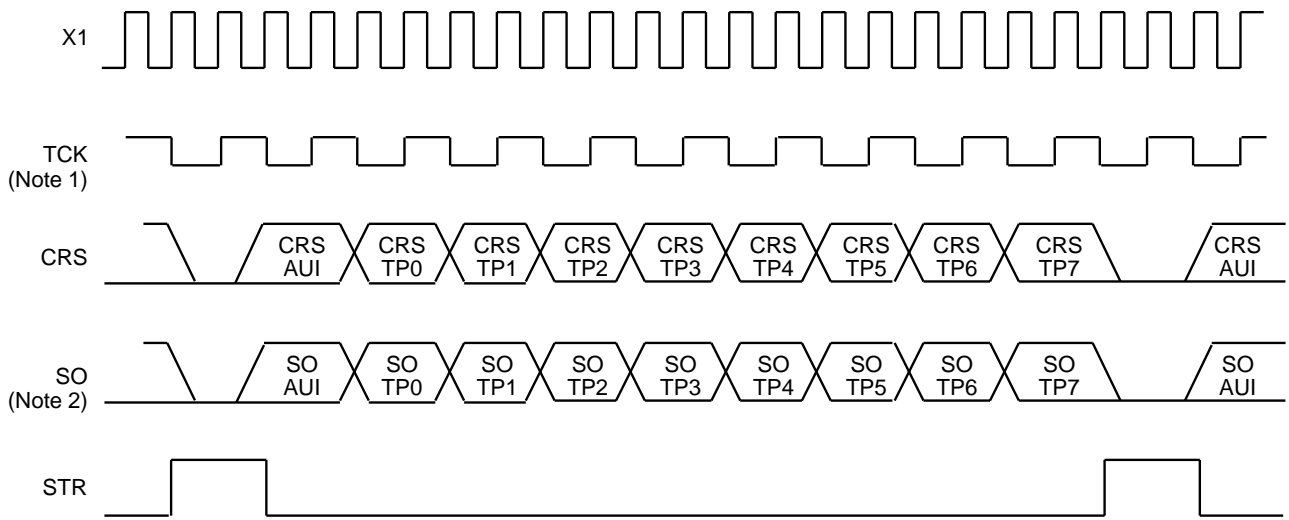 X1
TCK
(Note 1)
CRS
CRS CRS CRS CRS CRS CRS CRS CRS CRS CRS
AUI TP0 TP1 TP2 TP3 TP4 TP5 TP6 TP7 AUI
SO
(Note 2)
SO SO SO SO SO SO SO SO SO SO
AUI TP0 TP1 TP2 TP3 TP4 TP5 TP6 TP7 AUI
STR